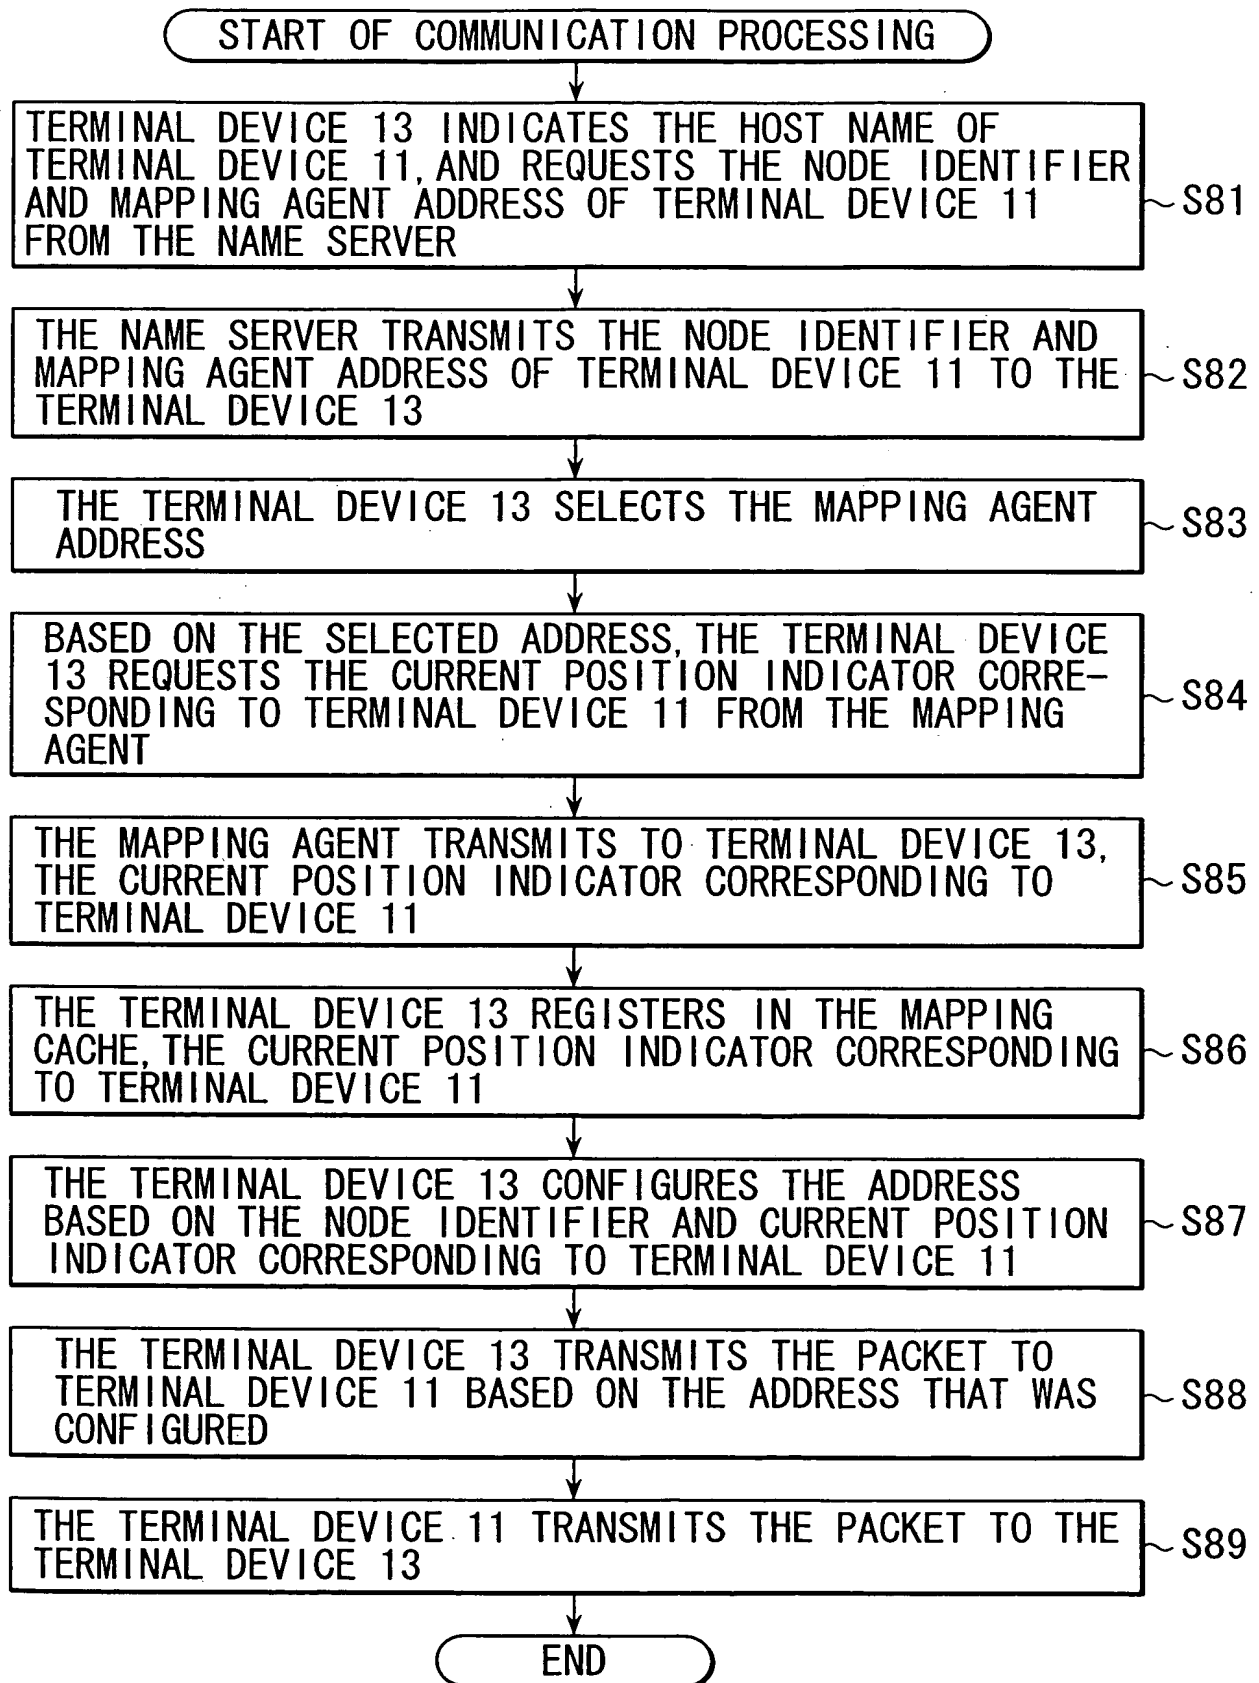 START OF COMMUNICATION PROCESSING
TERMINAL DEVICE 13 INDICATES THE HOST NAME OF
TERMINAL DEVICE 11, AND REQUESTS THE NODE IDENTIFIER
AND MAPPING AGENT ADDRESS OF TERMINAL DEVICE 11
FROM THE NAME SERVER
S81
THE NAME SERVER TRANSMITS THE NODE IDENTIFIER AND
MAPPING AGENT ADDRESS OF TERMINAL DEVICE 11 TO THE
TERMINAL DEVICE 13
S82
THE TERMINAL DEVICE 13 SELECTS THE MAPPING AGENT
ADDRESS
S83
BASED ON THE SELECTED ADDRESS, THE TERMINAL DEVICE
13 REQUESTS THE CURRENT POSITION INDICATOR CORRE-
SPONDING TO TERMINAL DEVICE 11 FROM THE MAPPING
AGENT
S84
THE MAPPING AGENT TRANSMITS TO TERMINAL DEVICE 13,
THE CURRENT POSITION INDICATOR CORRESPONDING TO
TERMINAL DEVICE 11
S85
THE TERMINAL DEVICE 13 REGISTERS IN THE MAPPING
CACHE, THE CURRENT POSITION INDICATOR CORRESPONDING
TO TERMINAL DEVICE 11
S86
THE TERMINAL DEVICE 13 CONFIGURES THE ADDRESS
BASED ON THE NODE IDENTIFIER AND CURRENT POSITION
INDICATOR CORRESPONDING TO TERMINAL DEVICE 11
S87
THE TERMINAL DEVICE 13 TRANSMITS THE PACKET TO
TERMINAL DEVICE 11 BASED ON THE ADDRESS THAT WAS
CONFIGURED
S88
THE TERMINAL DEVICE 11 TRANSMITS THE PACKET TO THE
TERMINAL DEVICE 13
S89
END